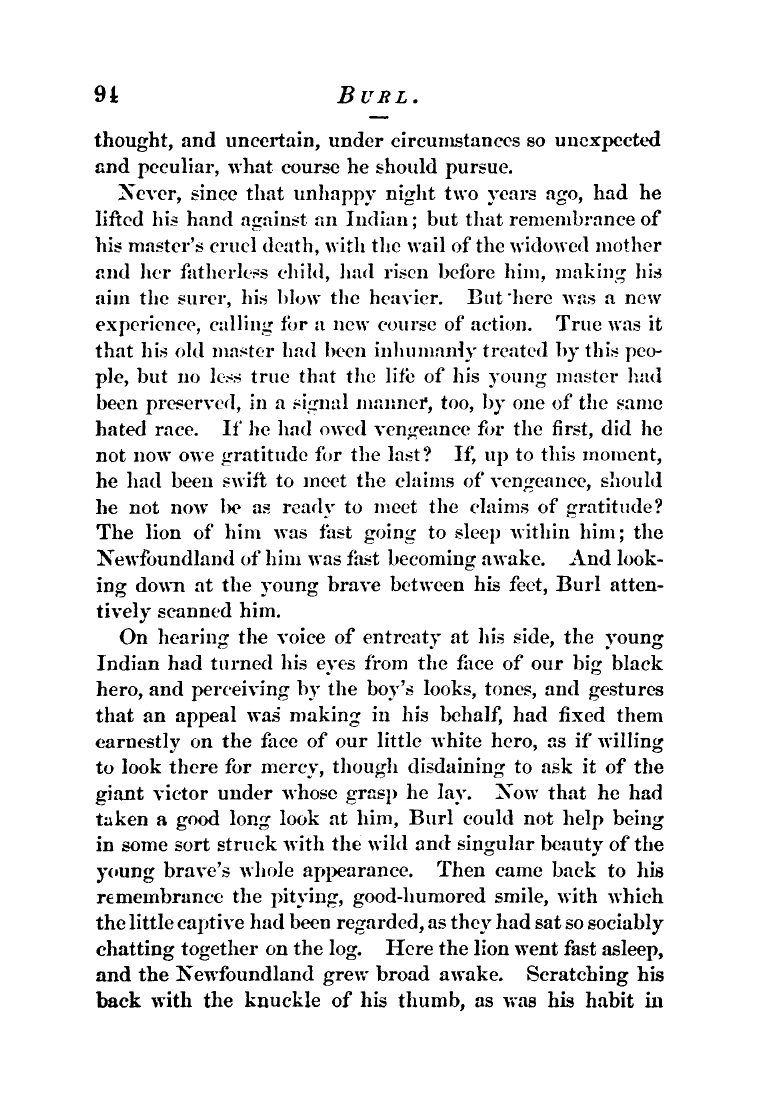 94 BURL.
thought, and uncertain, under circumstances so unexpected
and peculiar, what course he should pursue.
Never, since that unhappy night two years ago, had he
lifted his hand against an Indian; but that remembrance of
his master's cruel death, with the wail of the widowed mother
and her fatherless child, had risen before him, making his
aim the surer, his blow the heavier. But here was a new
experience, calling for a new course of action. True was it
that his old master had been inhumanly treated by this peo-
ple, but no less true that the life of his young master had
been preserved, in a signal manner, too, by one of the same
hated race. If he had owed vengeance for the first, did he
not now owe gratitude for the last? If, up to this moment,
he had been swift to meet the claims of vengeance, should
he not now be as ready to meet the claims of gratitude?
The lion of him was fast going to sleep within him; the
Newfoundland of him was fast becoming awake. And look-
ing down at the young brave between his feet, Burl atten-
tively scanned him.
On hearing the voice of entreaty at his side, the young
Indian had turned his eyes from the face of our big black
hero, and perceiving by the boy's looks, tones, and gestures
that an appeal was making in his behalf, had fixed them
earnestly on the face of our little white hero, as if willing
to look there for mercy, though disdaining to ask it of the
giant victor under whose grasp he lay. Now that he had
taken a good long look at him, Burl could not help being
in some sort struck with the wild and singular beauty of the
young brave's whole appearance. Then came back to his
remembrance the pitying, good-humored smile, with which
the little captive had been regarded, as they had sat so sociably
chatting together on the log. Here the lion went fast asleep,
and the Newfoundland grew broad awake. Scratching his
back with the knuckle of his thumb, as was his habit in